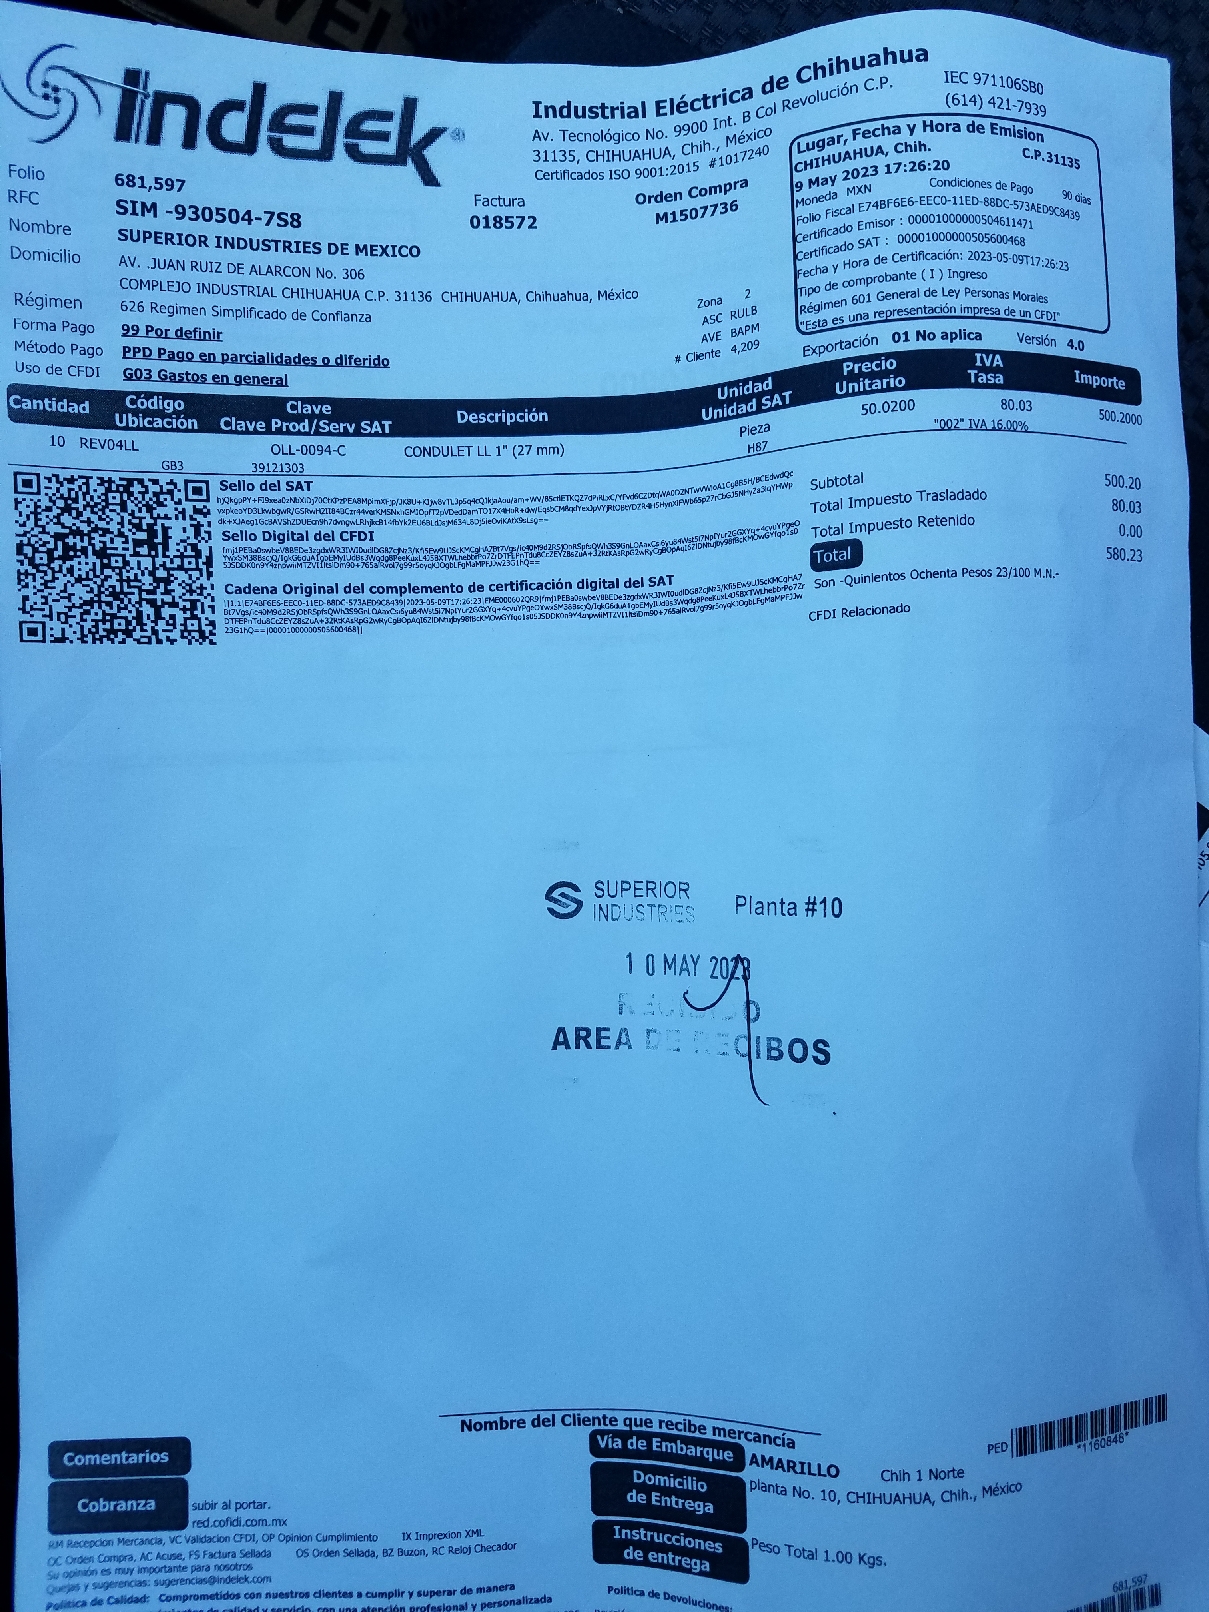 Indelek
Industrial Eléctrica de Chihuahua
Av. Tecnológico No. 9900 Int. B Col Revolución C.P.
31135, CHIHUAHUA, Chih., México
Certificados ISO 9001:2015 #1017240
IEC 971106SB0
(614) 421-7939
Lugar, Fecha y Hora de Emision
CHIHUAHUA, Chih. C.P.31135
9 May 2023 17:26:20
Moneda MXN Condiciones de Pago 90 dias
Folio Fiscal E74BF6E6-EEC0-11ED-88DC-573AED9C8439
Certificado Emisor : 00001000000504611471
Certificado SAT : 00001000000505600468
Fecha y Hora de Certificación: 2023-05-09T17:26:23
Tipo de comprobante ( I ) Ingreso
Régimen 601 General de Ley Personas Morales
"Esta es una representación impresa de un CFDI"
Folio 681,597
Factura
018572
Orden Compra
M1507736
RFC SIM -930504-7S8
Nombre SUPERIOR INDUSTRIES DE MEXICO
Domicilio AV. .JUAN RUIZ DE ALARCON No. 306
COMPLEJO INDUSTRIAL CHIHUAHUA C.P. 31136 CHIHUAHUA, Chihuahua, México
Régimen 626 Regimen Simplificado de Confianza
Forma Pago 99 Por definir
Método Pago PPD Pago en parcialidades o diferido
Uso de CFDI G03 Gastos en general
Zona 2
ASC RULB
AVE BAPM
# Cliente 4,209
Exportación 01 No aplica Versión 4.0
Cantidad Código Ubicación Clave Clave Prod/Serv SAT Descripción Unidad Unidad SAT Precio Unitario IVA Tasa Importe
10 REV04LL OLL-0094-C CONDULET LL 1" (27 mm) Pieza 50.0200 80.03 500.2000
GB3 39121303 H87 "002" IVA 16.00%
Sello del SAT
Sello Digital del CFDI
Cadena Original del complemento de certificación digital del SAT
Subtotal 500.20
Total Impuesto Trasladado 80.03
Total Impuesto Retenido 0.00
Total 580.23
Son -Quinientos Ochenta Pesos 23/100 M.N.-
CFDI Relacionado
SUPERIOR INDUSTRIES Planta #10
10 MAY 2023
RECIBIDO
AREA DE RECIBOS
Nombre del Cliente que recibe mercancía
Comentarios
Cobranza subir al portar.
red.cofidi.com.mx
Vía de Embarque AMARILLO Chih 1 Norte
Domicilio de Entrega planta No. 10, CHIHUAHUA, Chih., México
Instrucciones de entrega Peso Total 1.00 Kgs.
PED *1160846*
RM Recepcion Mercancia, VC Validacion CFDI, OP Opinion Cumplimiento IX Impresion XML
OC Orden Compra, AC Acuse, FS Factura Sellada OS Orden Sellada, BZ Buzon, RC Reloj Checador
Su opinión es muy importante para nosotros
Quejas y sugerencias: sugerencias@indelek.com
Política de Calidad: Comprometidos con nuestros clientes a cumplir y superar de manera
de calidad y servicio, con una atención profesional y personalizada
Politica de Devoluciones:
681,597